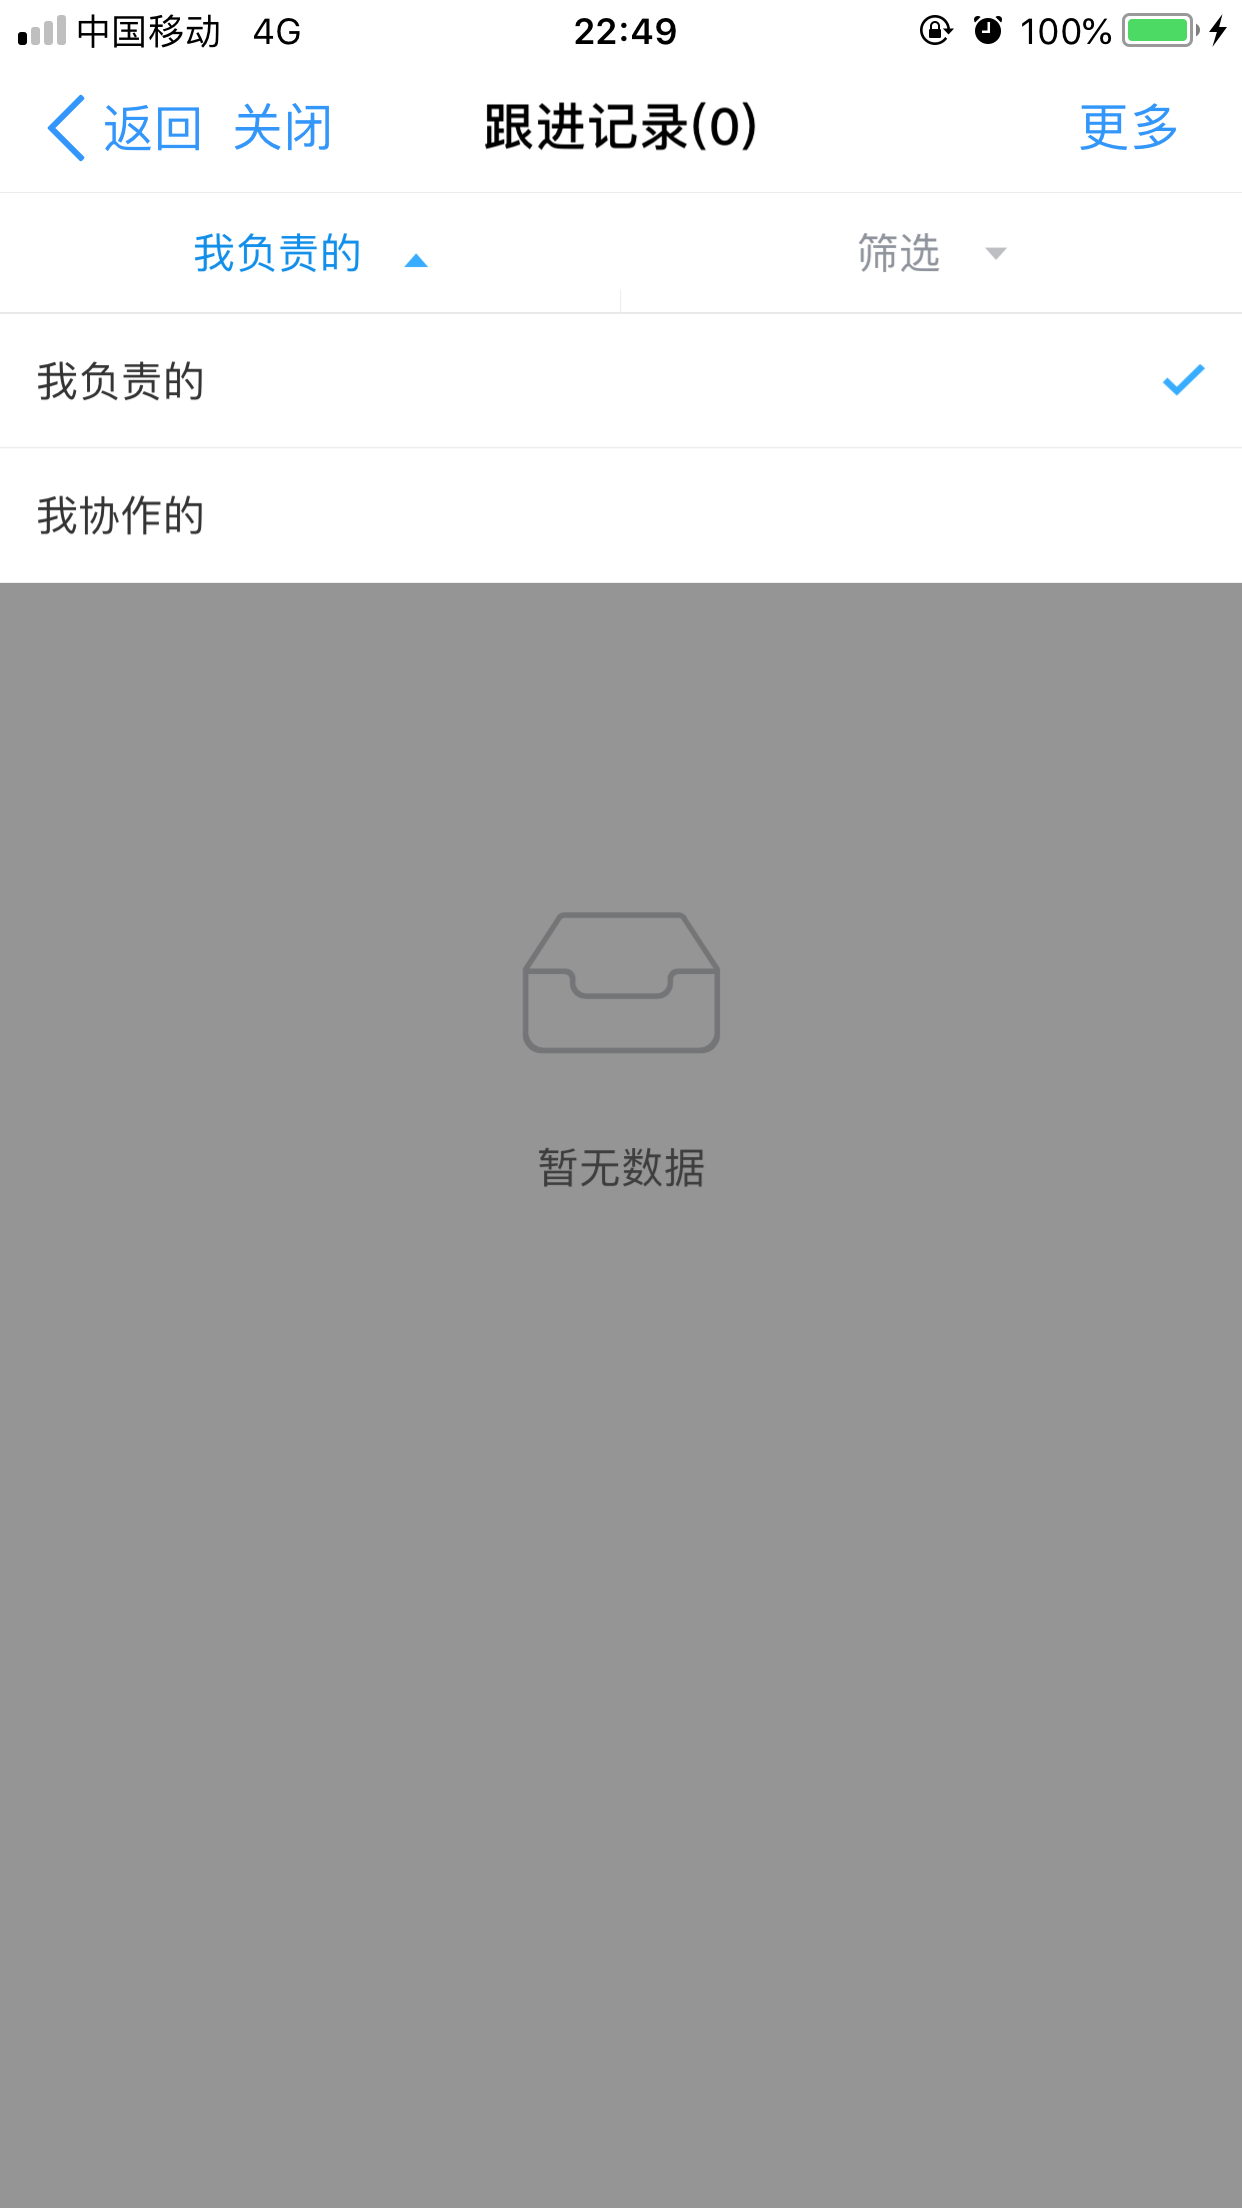 中国移动 4G 22:49 100%
返回 关闭 跟进记录(0) 更多
我负责的 筛选
我负责的
我协作的
暂无数据